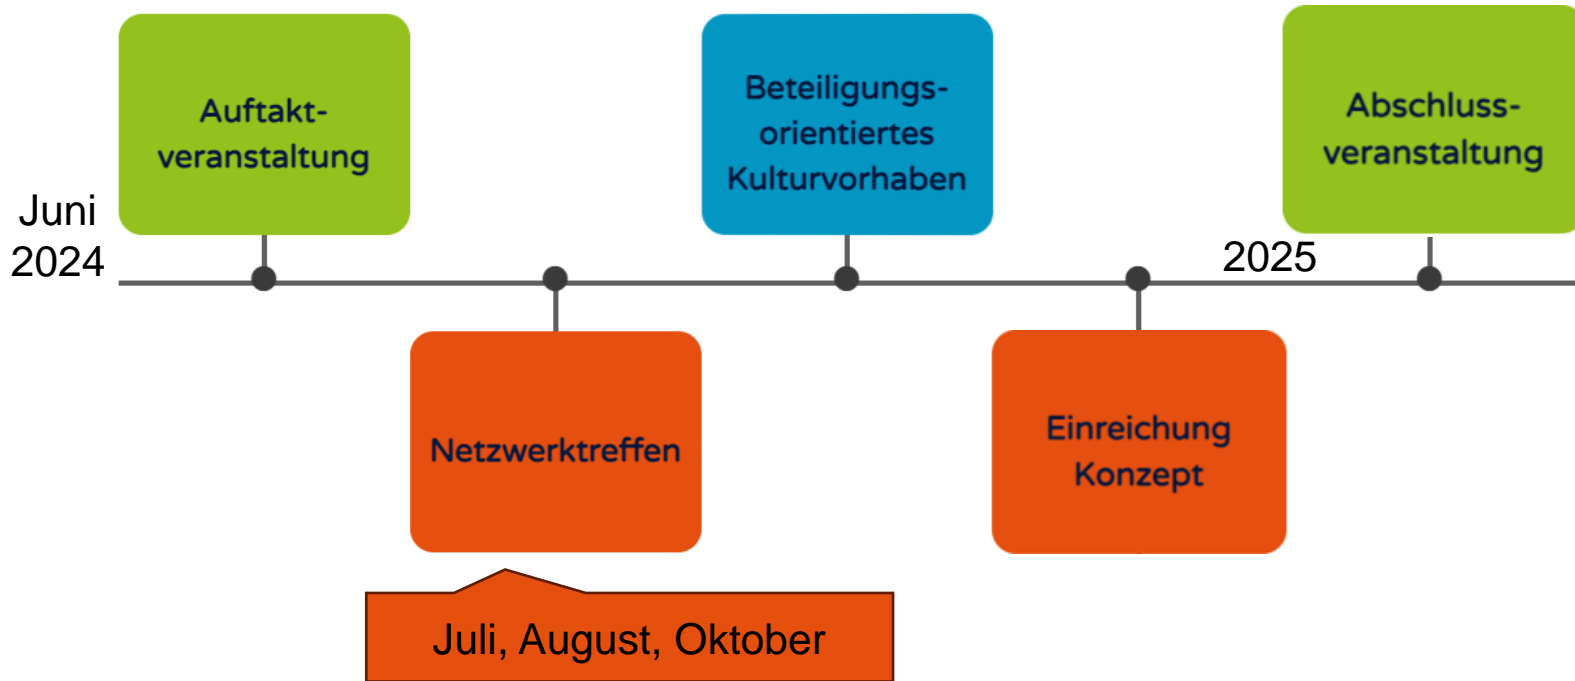 Juni
2024
Auftakt-
veranstaltung
Netzwerktreffen
Juli, August, Oktober
Beteiligungs-
orientiertes
Kulturvorhaben
Einreichung
Konzept
2025
Abschluss-
veranstaltung